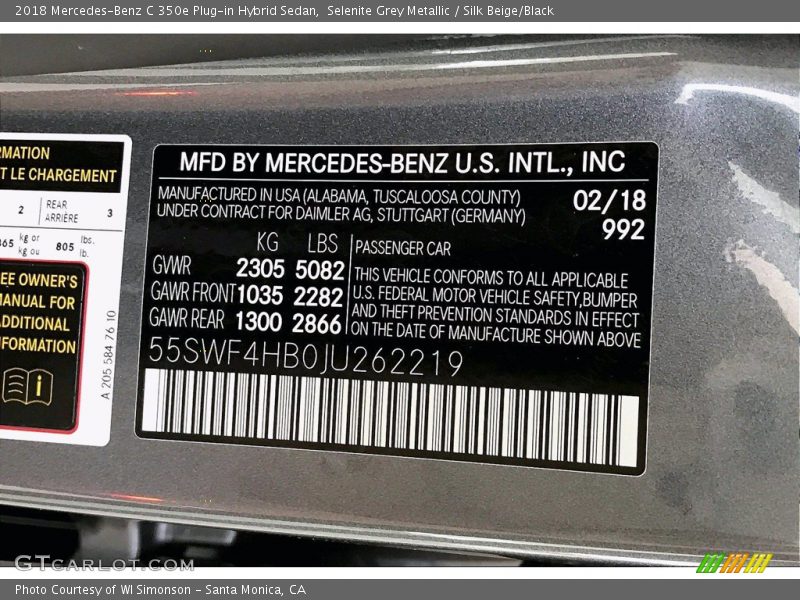 2018 Mercedes-Benz C 350e Plug-in Hybrid Sedan,  Selenite Grey Metallic / Silk Beige/Black
RMATION
T LE CHARGEMENT
2 REAR ARRIÈRE 3
365 kg or kg ou 805 lbs. lb.
EE OWNER'S
MANUAL FOR
ADDITIONAL
NFORMATION
A 205 584 76 10
MFD BY MERCEDES-BENZ U.S. INTL., INC
MANUFACTURED IN USA (ALABAMA, TUSCALOOSA COUNTY) 02/18
UNDER CONTRACT FOR DAIMLER AG, STUTTGART (GERMANY) 992
KG LBS
GWR 2305 5082
GAWR FRONT 1035 2282
GAWR REAR 1300 2866
PASSENGER CAR
THIS VEHICLE CONFORMS TO ALL APPLICABLE
U.S. FEDERAL MOTOR VEHICLE SAFETY,BUMPER
AND THEFT PREVENTION STANDARDS IN EFFECT
ON THE DATE OF MANUFACTURE SHOWN ABOVE
55SWF4HB0JU262219
GTcarlot.com
Photo Courtesy of WI Simonson - Santa Monica, CA